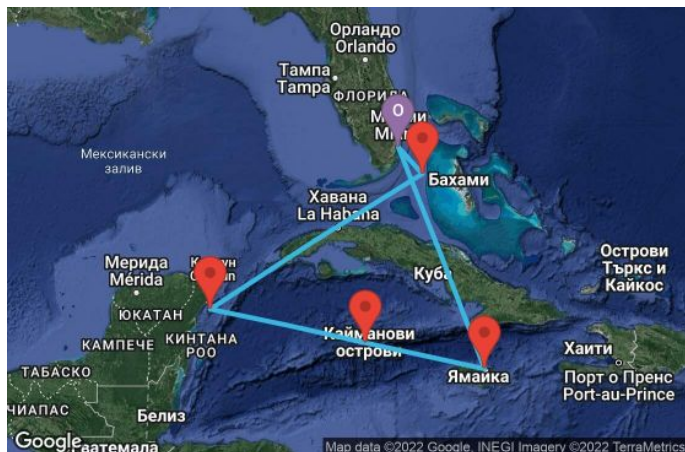 Орландо
Orlando
Тампа
Tampa
ФЛОРИДА
O
Мексикански
залив
Бахами
Хавана
La Habana
Мерида
Mérida
Куба
Острови
Търкс и
Кайкос
ЮКАТАН
КАМПЕЧЕ
КИНТАНА
РОО
Кайманови
острови
ТАБАСКО
Ямайка
Хаити
Порт о Пренс
Port-au-Prince
Белиз
Google
Map data ©2022 Google, INEGI Imagery ©2022 TerraMetrics